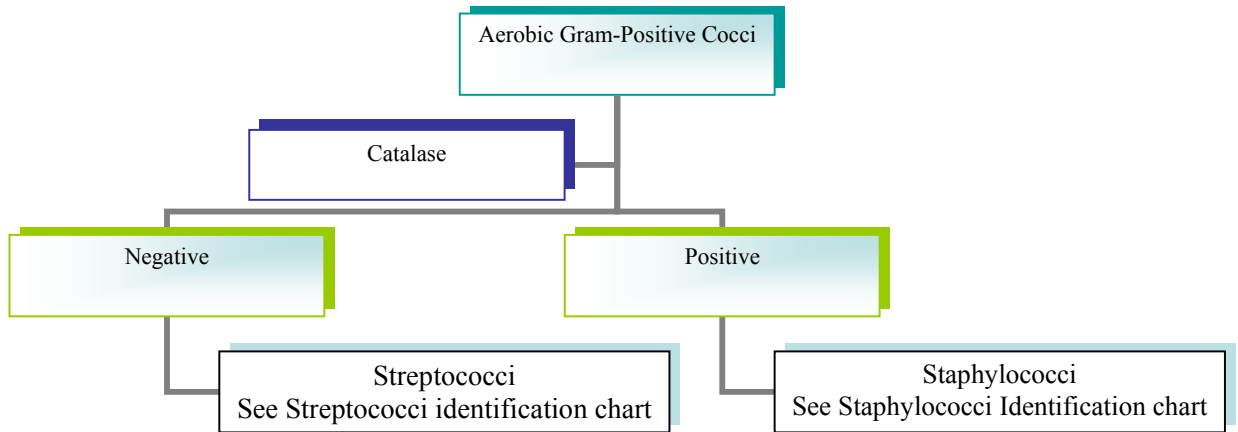 Aerobic Gram-Positive Cocci
Catalase
Negative
Positive
Streptococci
See Streptococci identification chart
Staphylococci
See Staphylococci Identification chart